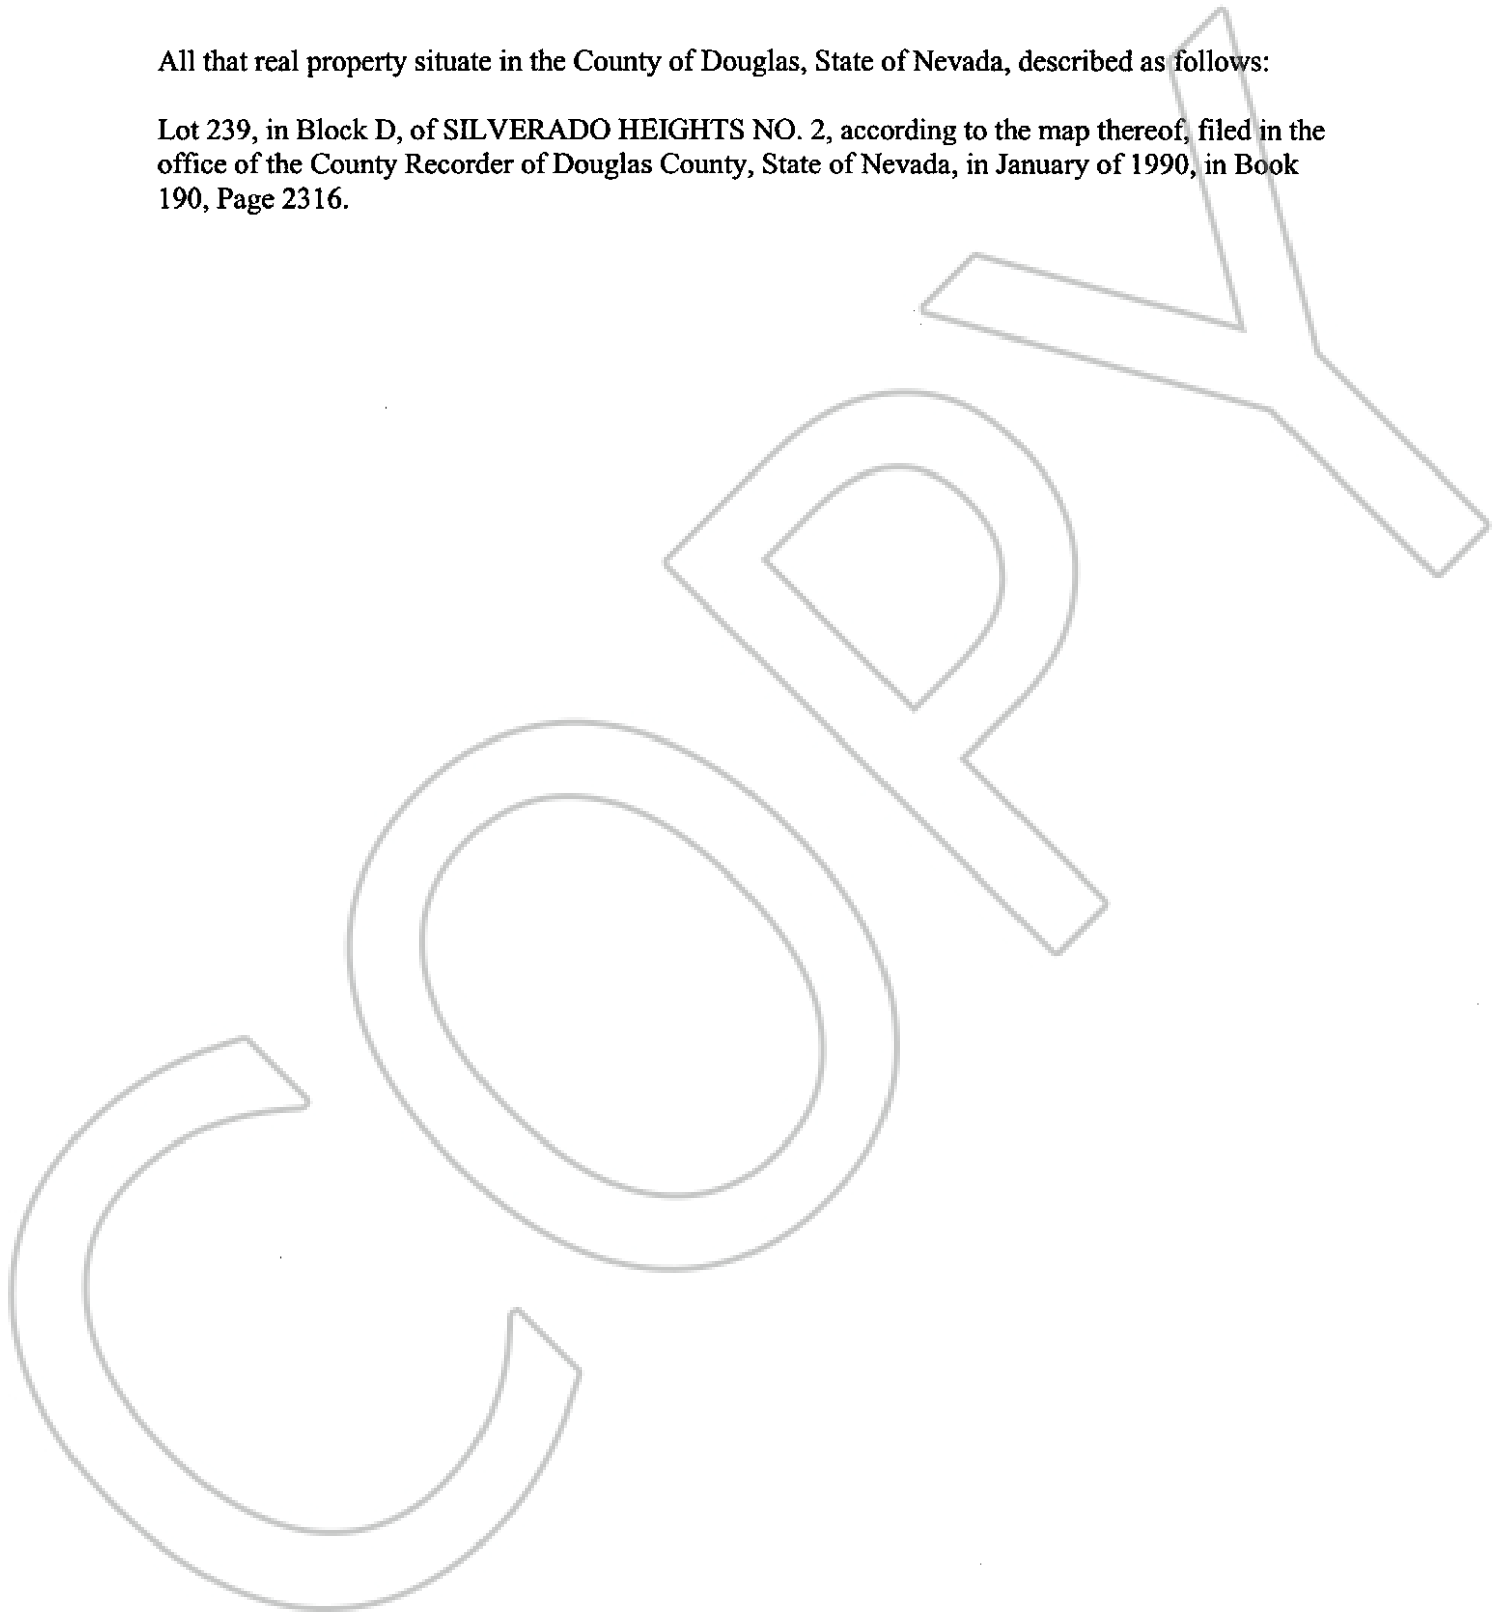 All that real property situate in the County of Douglas, State of Nevada, described as follows:
Lot 239, in Block D, of SILVERADO HEIGHTS NO. 2, according to the map thereof, filed in the
office of the County Recorder of Douglas County, State of Nevada, in January of 1990, in Book
190, Page 2316.
COPY